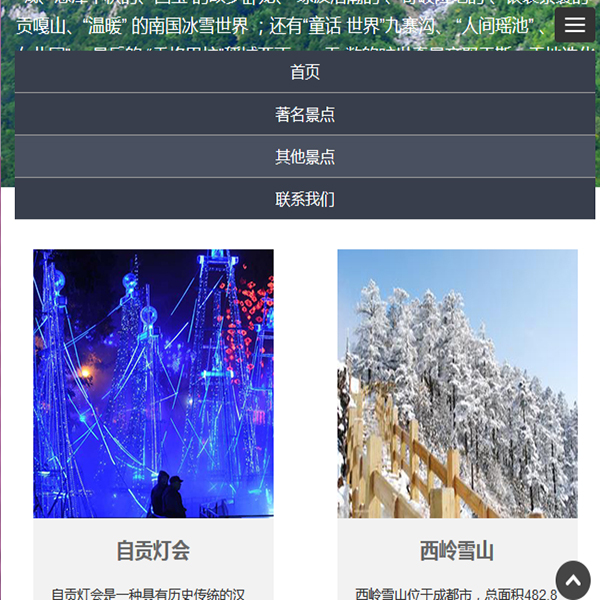 贡嘎山、“温暖” 的南国冰雪世界 ；还有“童话 世界”九寨沟、“人间瑶池” 、
首页
著名景点
其他景点
联系我们
自贡灯会
西岭雪山
自贡灯会是一种具有历史传统的汉
西岭雪山位于成都市，总面积482.8